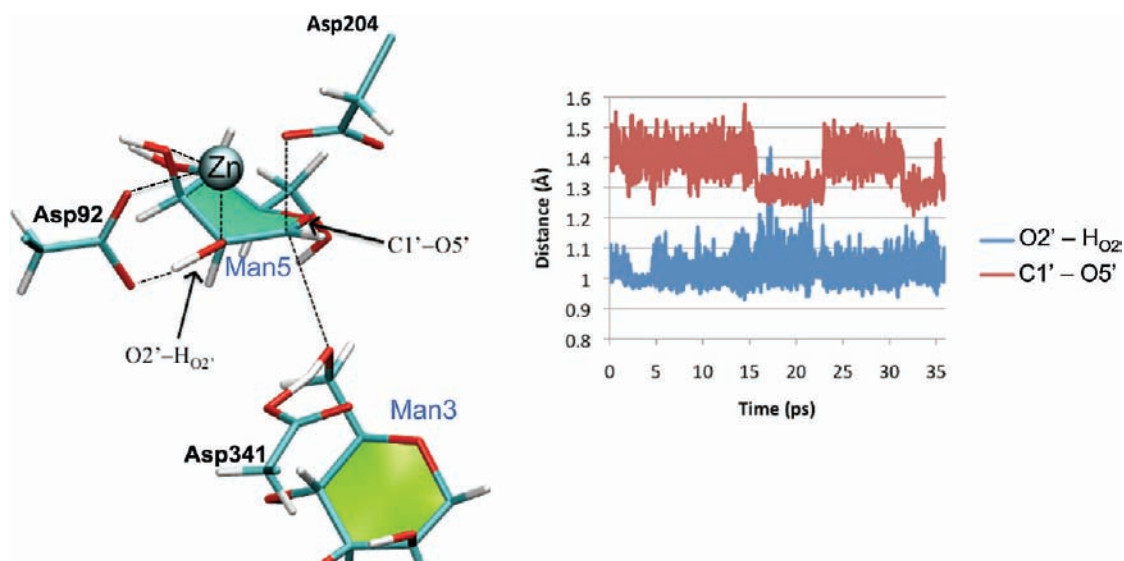 Asp204
Zn
Asp92
C1'–O5'
Man5
O2'–H_O2'
Man3
Asp341
Distance (Å)
1.6
1.5
1.4
1.3
1.2
1.1
1
0.9
0.8
0 5 10 15 20 25 30 35
Time (ps)
O2' – H_O2'
C1' – O5'